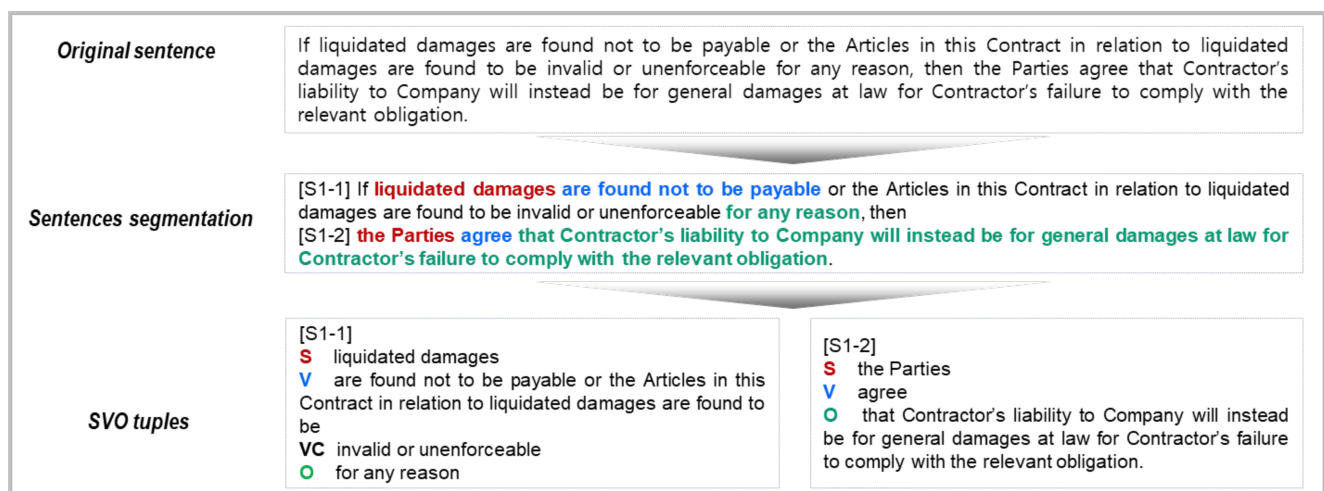 Original sentence
If liquidated damages are found not to be payable or the Articles in this Contract in relation to liquidated
damages are found to be invalid or unenforceable for any reason, then the Parties agree that Contractor's
liability to Company will instead be for general damages at law for Contractor's failure to comply with the
relevant obligation.
Sentences segmentation
[S1-1] If liquidated damages are found not to be payable or the Articles in this Contract in relation to liquidated
damages are found to be invalid or unenforceable for any reason, then
[S1-2] the Parties agree that Contractor's liability to Company will instead be for general damages at law for
Contractor's failure to comply with the relevant obligation.
SVO tuples
[S1-1]
S liquidated damages
V are found not to be payable or the Articles in this
Contract in relation to liquidated damages are found to
be
VC invalid or unenforceable
O for any reason
[S1-2]
S the Parties
V agree
O that Contractor's liability to Company will instead
be for general damages at law for Contractor's failure
to comply with the relevant obligation.